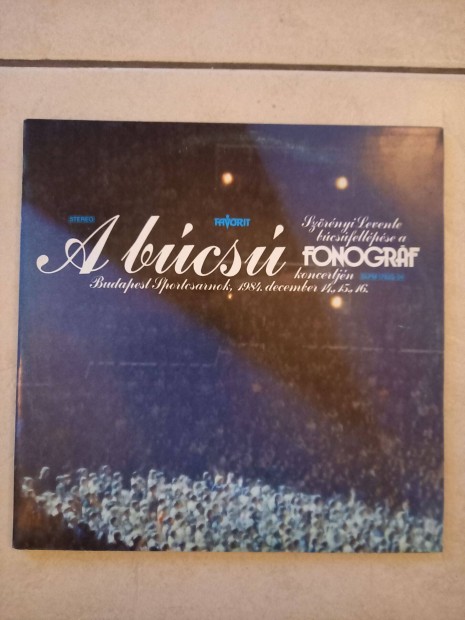 STEREO
FAVORIT
Szörényi Levente
búcsúfellépése a
A búcsú
FONOGRÁF
koncertjén
Budapest Sportcsarnok, 1984. december 14., 15., 16.